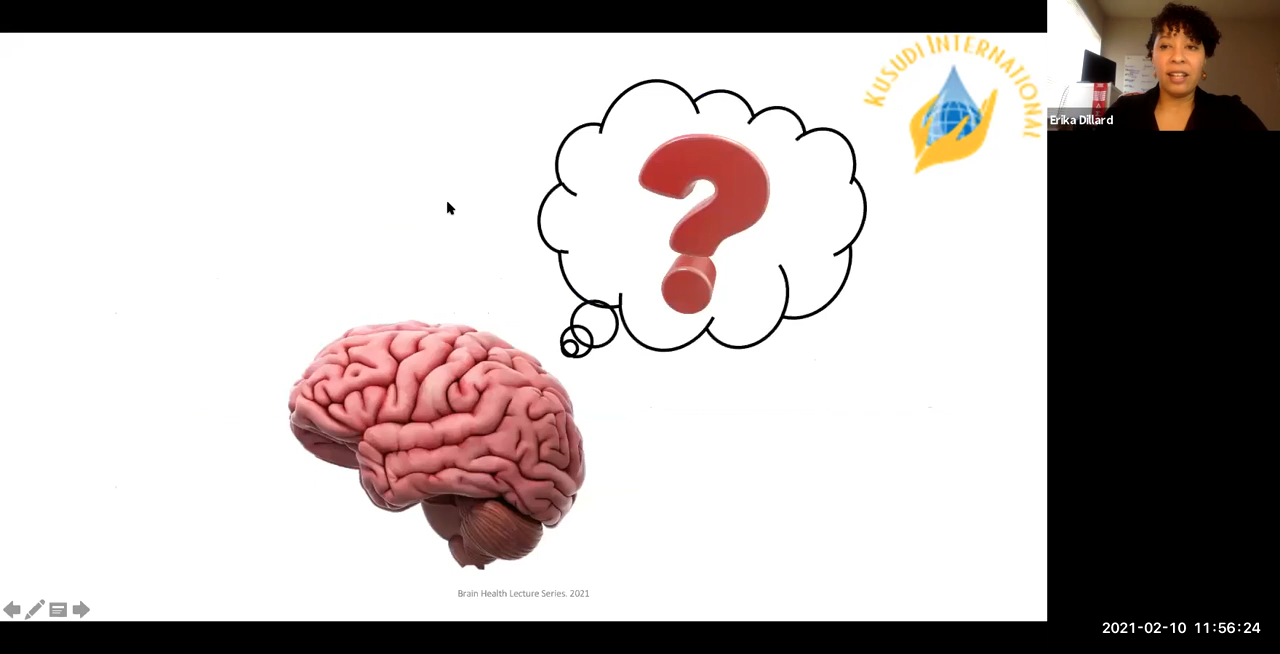 KUSUDI INTERNATIONAL
Erika Dillard
?
Brain Health Lecture Series. 2021
2021-02-10 11:56:24